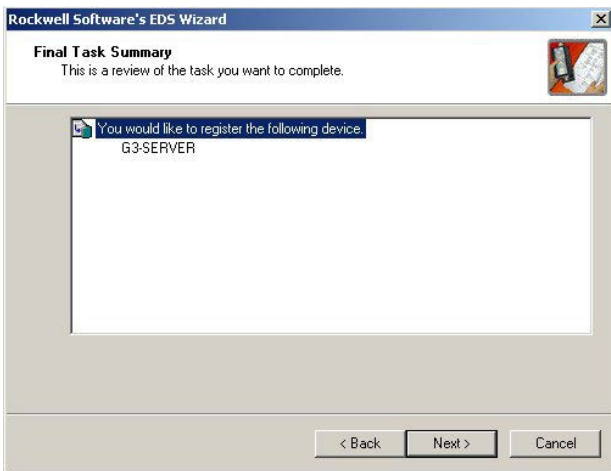 Rockwell Software's EDS Wizard
Final Task Summary
This is a review of the task you want to complete.
You would like to register the following device.
G3-SERVER
< Back
Next >
Cancel